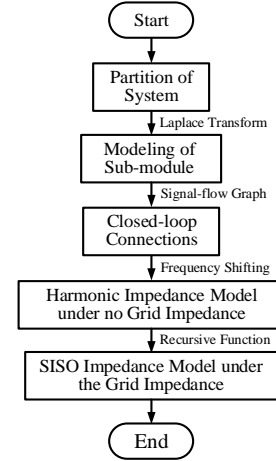 Start
Partition of
System
Laplace Transform
Modeling of
Sub-module
Signal-flow Graph
Closed-loop
Connections
Frequency Shifting
Harmonic Impedance Model
under no Grid Impedance
Recursive Function
SISO Impedance Model under
the Grid Impedance
End